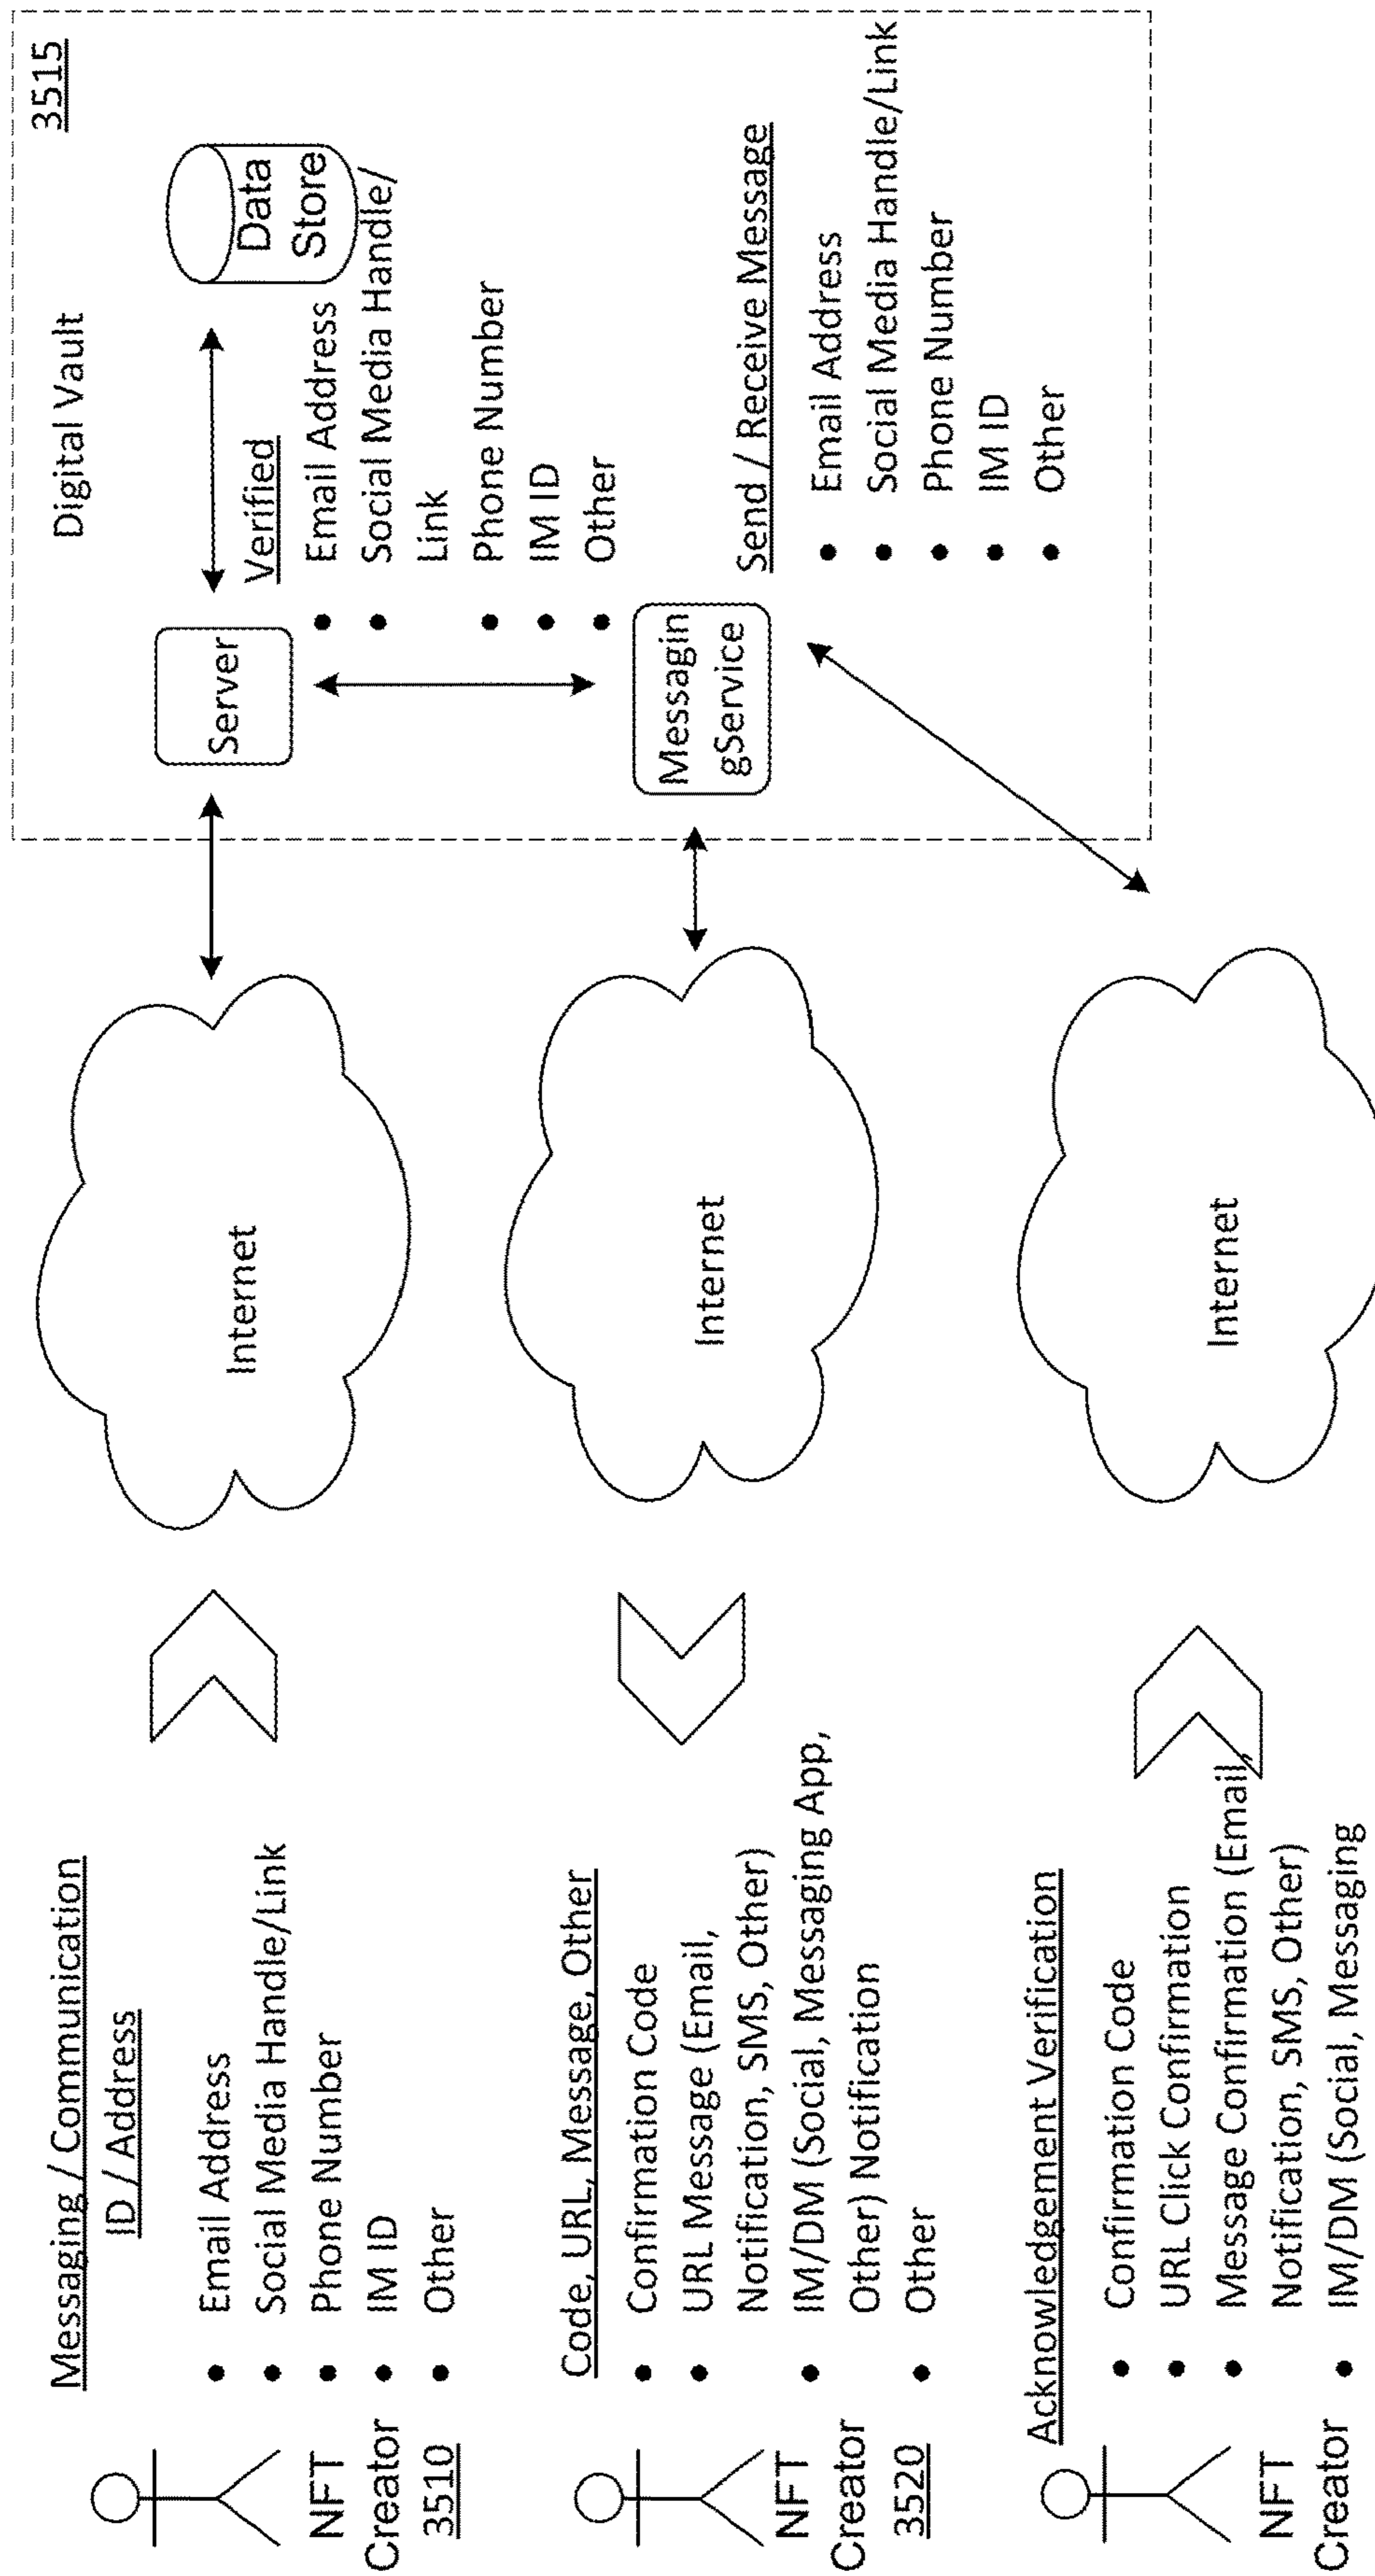 Messaging / Communication
ID / Address
• Email Address
• Social Media Handle/Link
• Phone Number
• IM ID
• Other
NFT
Creator
3510
Internet
Digital Vault
3515
Server
Data
Store
Verified
• Email Address
• Social Media Handle/
Link
• Phone Number
• IM ID
• Other
Code, URL, Message, Other
• Confirmation Code
• URL Message (Email,
Notification, SMS, Other)
• IM/DM (Social, Messaging App,
Other) Notification
• Other
NFT
Creator
3520
Internet
Messagin
gService
Send / Receive Message
• Email Address
• Social Media Handle/Link
• Phone Number
• IM ID
• Other
Acknowledgement Verification
• Confirmation Code
• URL Click Confirmation
• Message Confirmation (Email,
Notification, SMS, Other)
• IM/DM (Social, Messaging
NFT
Creator
Internet